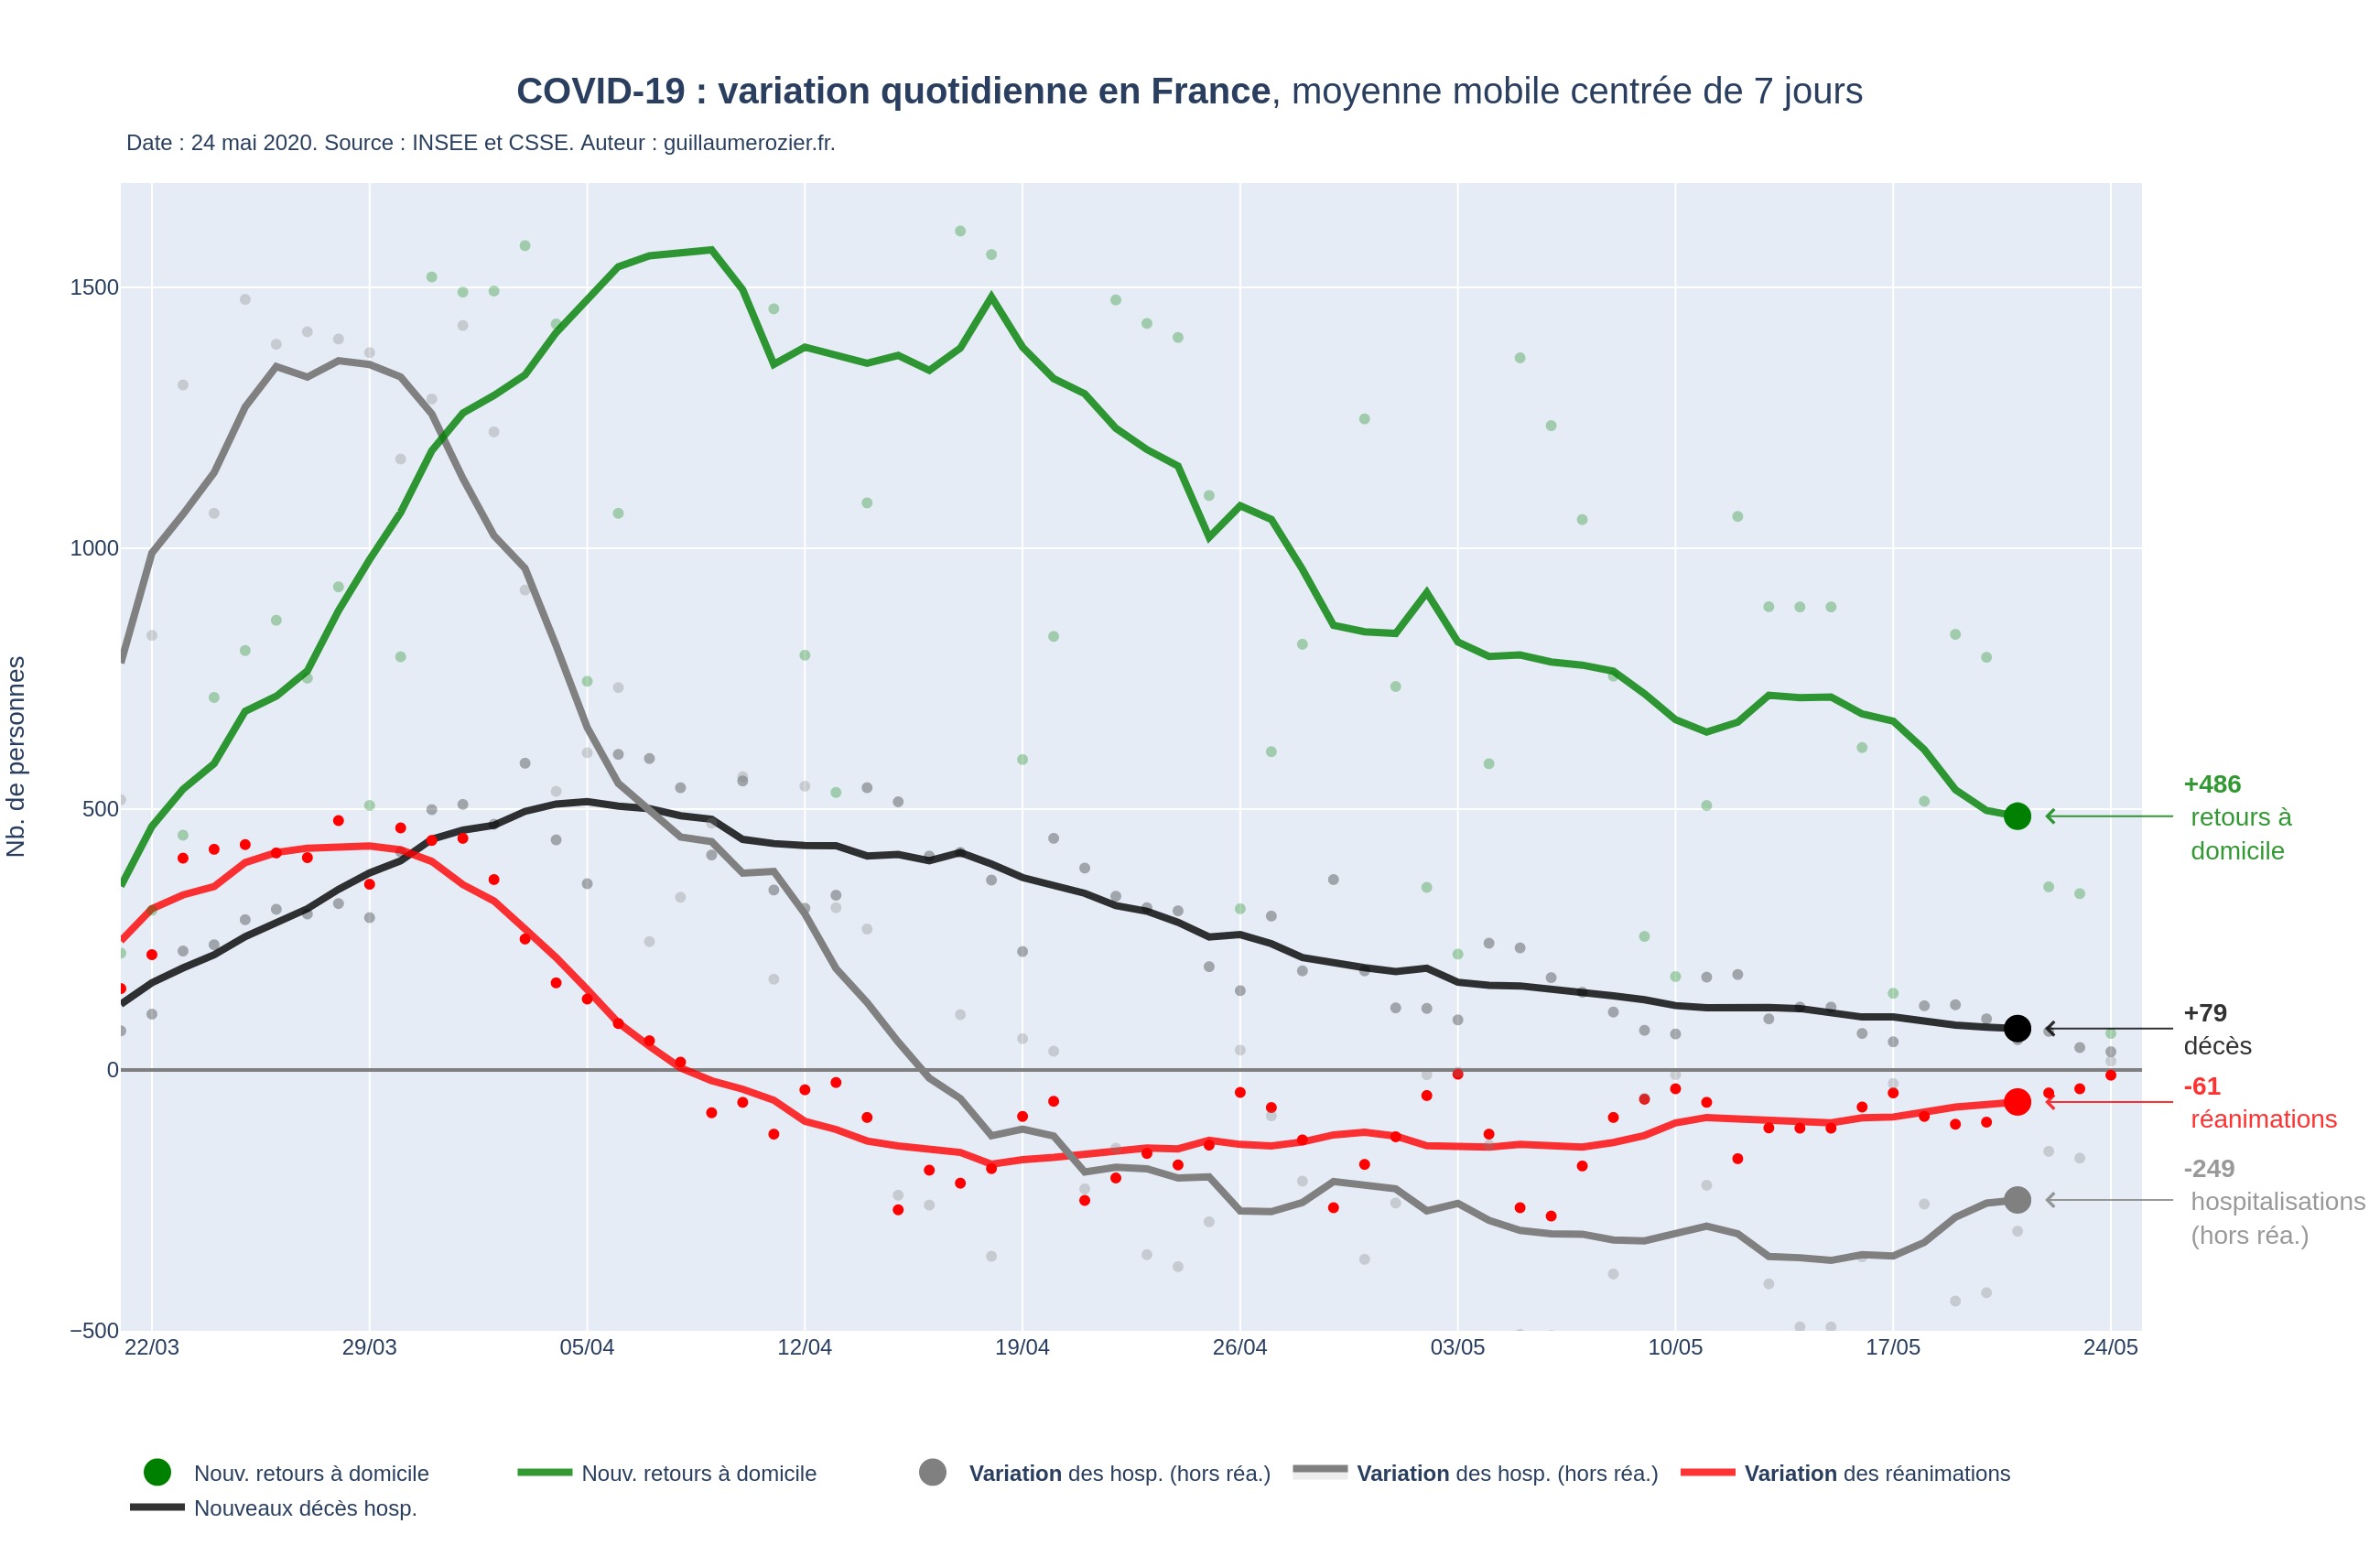 COVID-19 : variation quotidienne en France, moyenne mobile centrée de 7 jours
Date : 24 mai 2020. Source : INSEE et CSSE. Auteur : guillaumerozier.fr.
Nb. de personnes
1500
1000
500
0
−500
22/03
29/03
05/04
12/04
19/04
26/04
03/05
10/05
17/05
24/05
+486
retours à
domicile
+79
décès
-61
réanimations
-249
hospitalisations
(hors réa.)
Nouv. retours à domicile
Nouv. retours à domicile
Variation des hosp. (hors réa.)
Variation des hosp. (hors réa.)
Variation des réanimations
Nouveaux décès hosp.